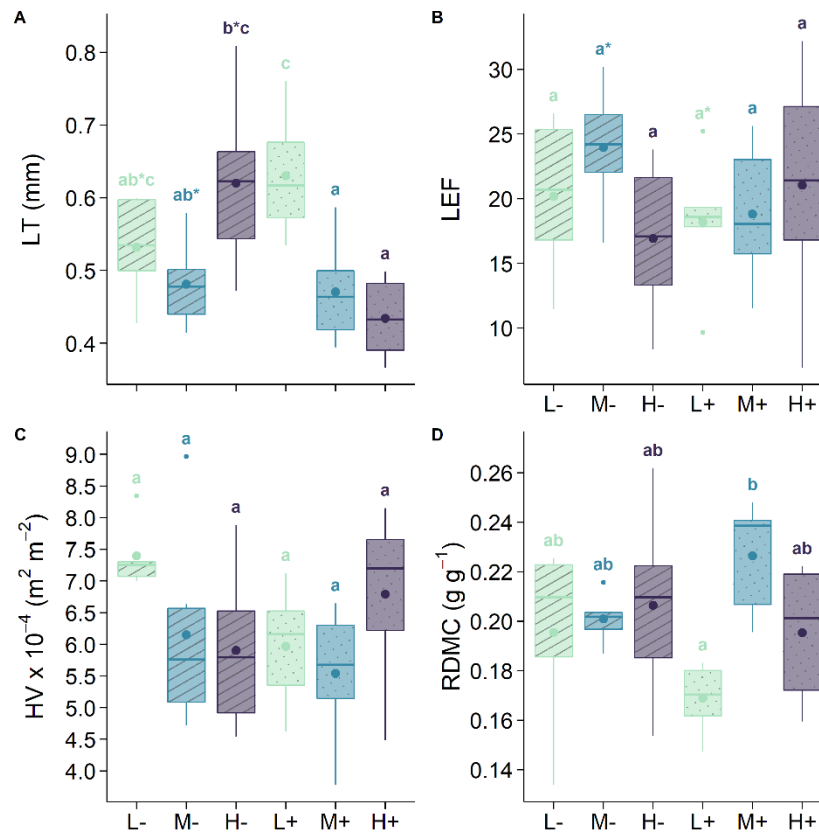 A
LT (mm)
0.8
0.7
0.6
0.5
0.4
ab*c
ab*
b*c
c
a
a
B
LEF
30
25
20
15
10
a
a*
a
a*
a
a
L- M- H- L+ M+ H+
C
HV x 10⁻⁴ (m² m⁻²)
9.0
8.5
8.0
7.5
7.0
6.5
6.0
5.5
5.0
4.5
4.0
a
a
a
a
a
a
L- M- H- L+ M+ H+
D
RDMC (g g⁻¹)
0.26
0.24
0.22
0.20
0.18
0.16
0.14
ab
ab
ab
a
b
ab
L- M- H- L+ M+ H+